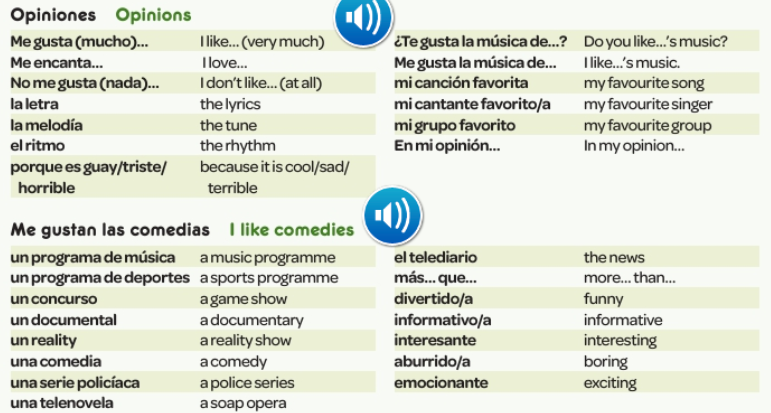 Opiniones Opinions
Me gusta (mucho)... I like... (very much)
Me encanta... I love...
No me gusta (nada)... I don't like... (at all)
la letra the lyrics
la melodía the tune
el ritmo the rhythm
porque es guay/triste/ because it is cool/sad/
horrible terrible
¿Te gusta la música de...? Do you like...'s music?
Me gusta la música de... I like...'s music.
mi canción favorita my favourite song
mi cantante favorito/a my favourite singer
mi grupo favorito my favourite group
En mi opinión... In my opinion...
Me gustan las comedias I like comedies
un programa de música a music programme
un programa de deportes a sports programme
un concurso a game show
un documental a documentary
un reality a reality show
una comedia a comedy
una serie policíaca a police series
una telenovela a soap opera
el telediario the news
más... que... more... than...
divertido/a funny
informativo/a informative
interesante interesting
aburrido/a boring
emocionante exciting